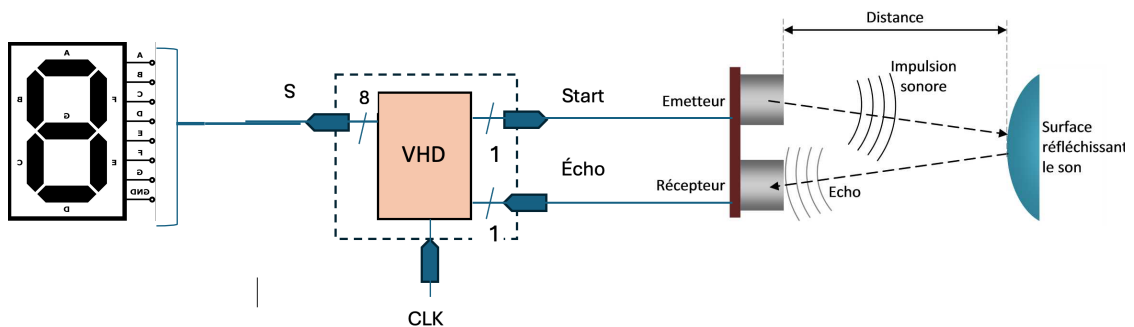 Distance
Impulsion
sonore
S
8
Start
Emetteur
VHD
1
Surface
réfléchissant
le son
Écho
Récepteur
Echo
1
CLK
A
B
C
D
E
F
G
GND
A
B
F
G
C
E
D